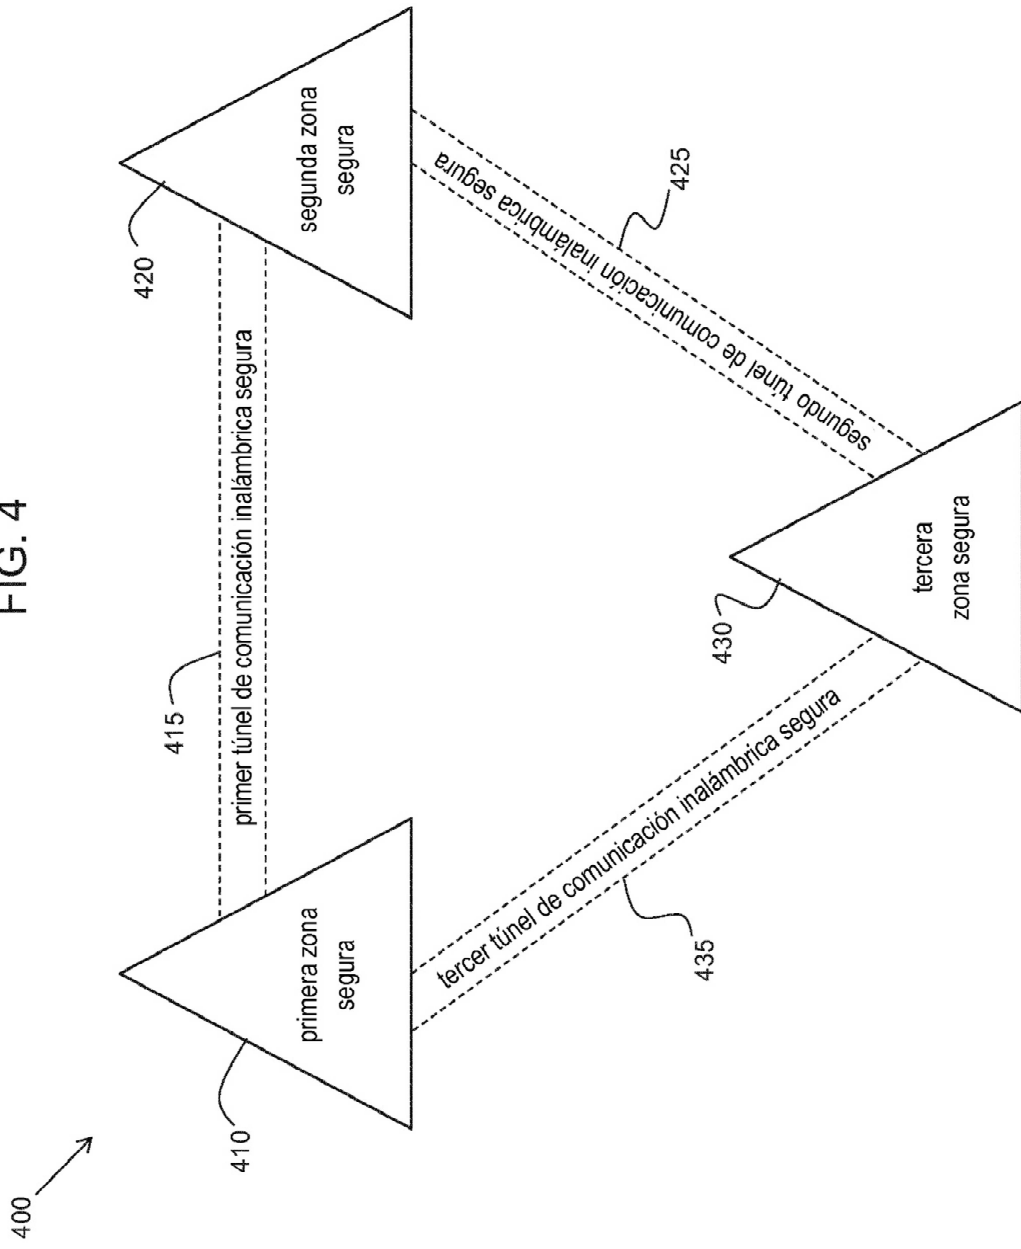 FIG. 4
400
410
primera zona
segura
415
primer túnel de comunicación inalámbrica segura
420
segunda zona
segura
435
tercer túnel de comunicación inalámbrica segura
425
segundo túnel de comunicación inalámbrica segura
430
tercera
zona segura